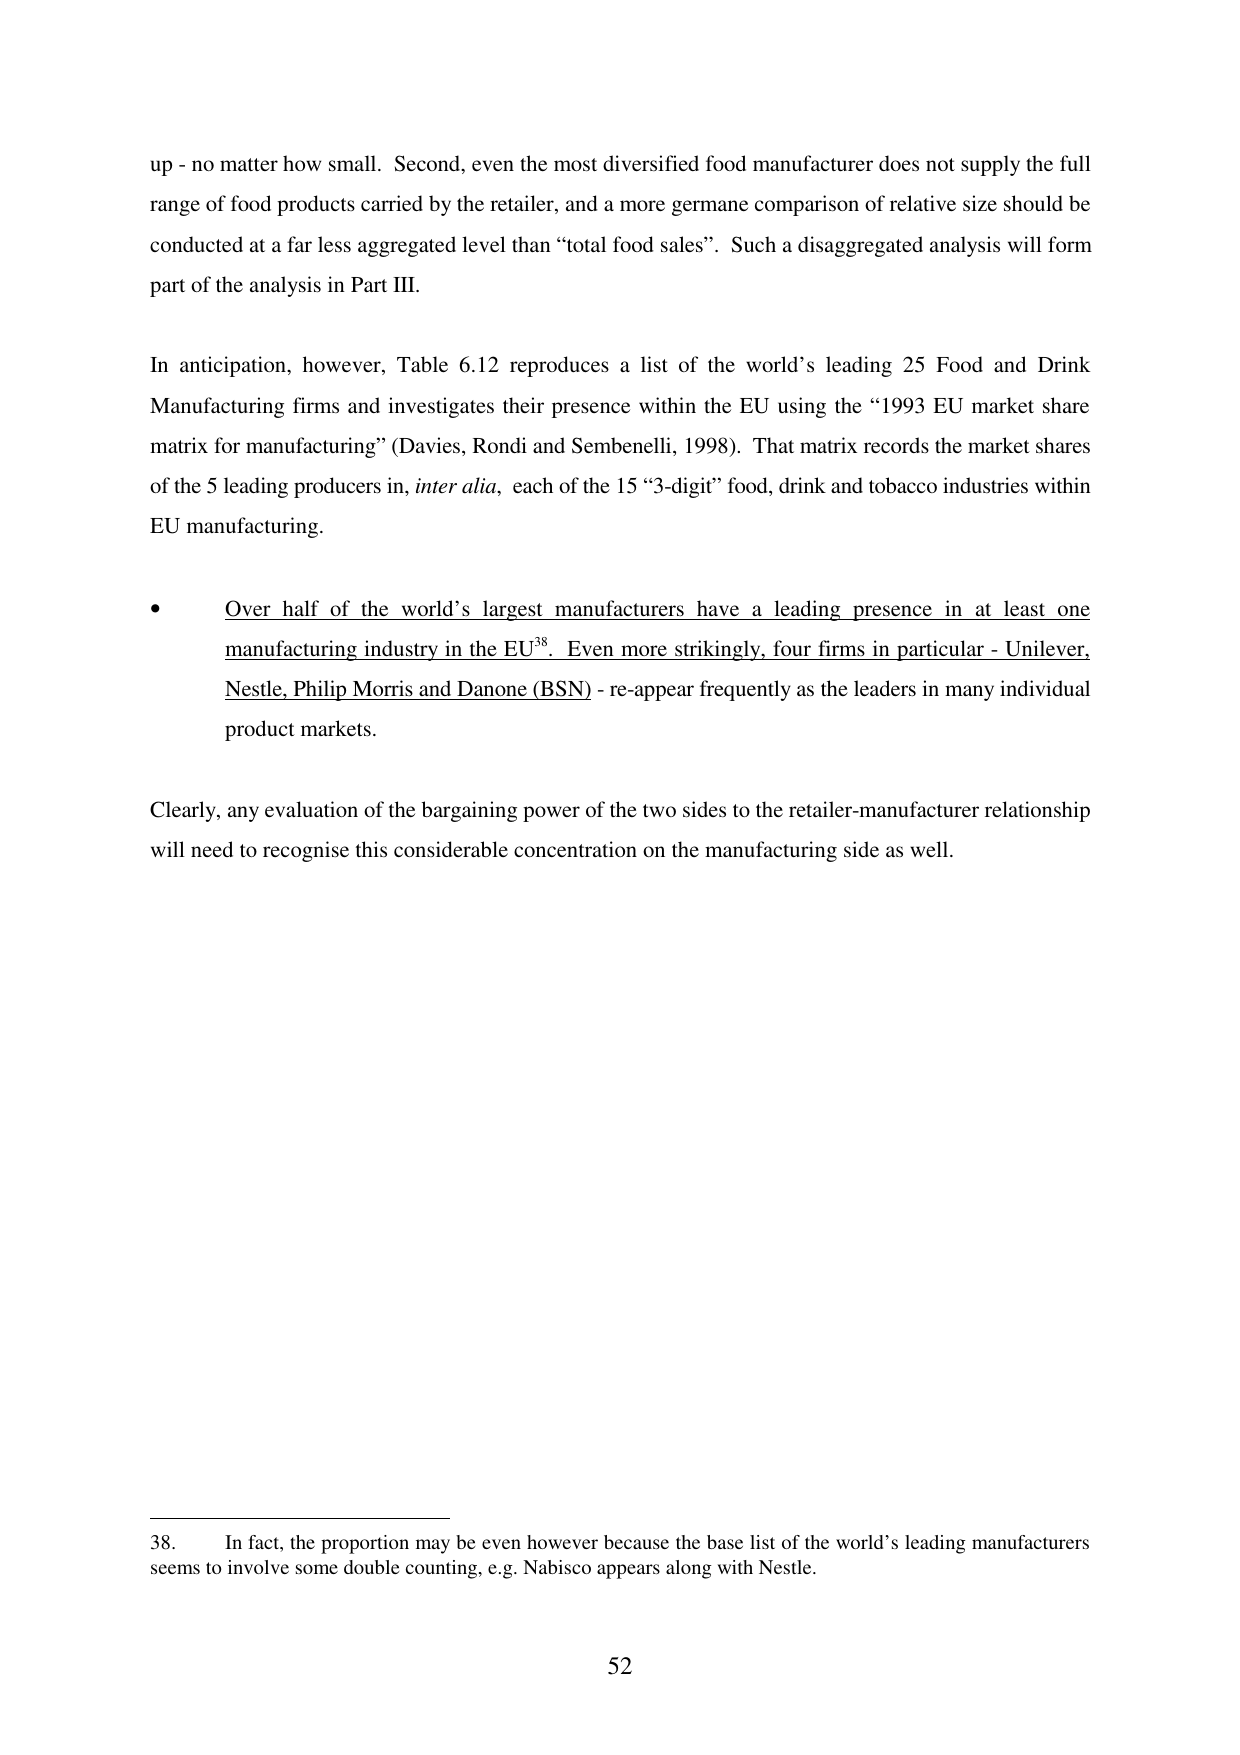 up - no matter how small.  Second, even the most diversified food manufacturer does not supply the full
range of food products carried by the retailer, and a more germane comparison of relative size should be
conducted at a far less aggregated level than “total food sales”.  Such a disaggregated analysis will form
part of the analysis in Part III.
In anticipation, however, Table 6.12 reproduces a list of the world’s leading 25 Food and Drink
Manufacturing firms and investigates their presence within the EU using the “1993 EU market share
matrix for manufacturing” (Davies, Rondi and Sembenelli, 1998).  That matrix records the market shares
of the 5 leading producers in, inter alia,  each of the 15 “3-digit” food, drink and tobacco industries within
EU manufacturing.
• Over half of the world’s largest manufacturers have a leading presence in at least one
manufacturing industry in the EU38.  Even more strikingly, four firms in particular - Unilever,
Nestle, Philip Morris and Danone (BSN) - re-appear frequently as the leaders in many individual
product markets.
Clearly, any evaluation of the bargaining power of the two sides to the retailer-manufacturer relationship
will need to recognise this considerable concentration on the manufacturing side as well.
38. In fact, the proportion may be even however because the base list of the world’s leading manufacturers
seems to involve some double counting, e.g. Nabisco appears along with Nestle.
52